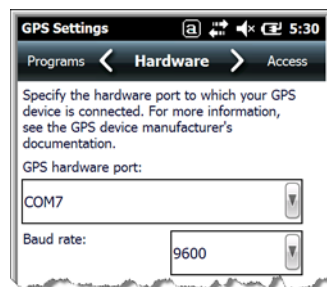 GPS Settings a 5:30
Programs Hardware Access
Specify the hardware port to which your GPS
device is connected. For more information,
see the GPS device manufacturer's
documentation.
GPS hardware port:
COM7
Baud rate:
9600